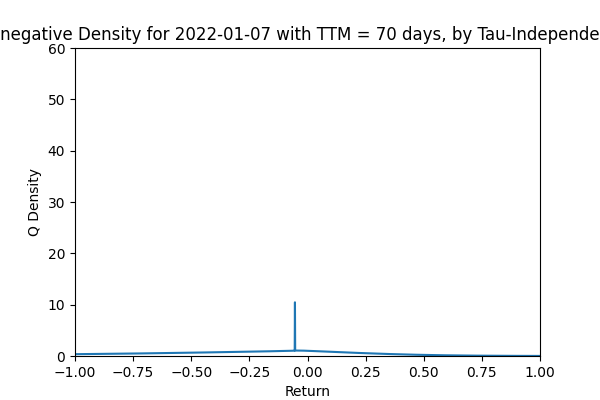 negative Density for 2022-01-07 with TTM = 70 days, by Tau-Independe
60
50
40
30
20
10
0
Q Density
−1.00 −0.75 −0.50 −0.25 0.00 0.25 0.50 0.75 1.00
Return